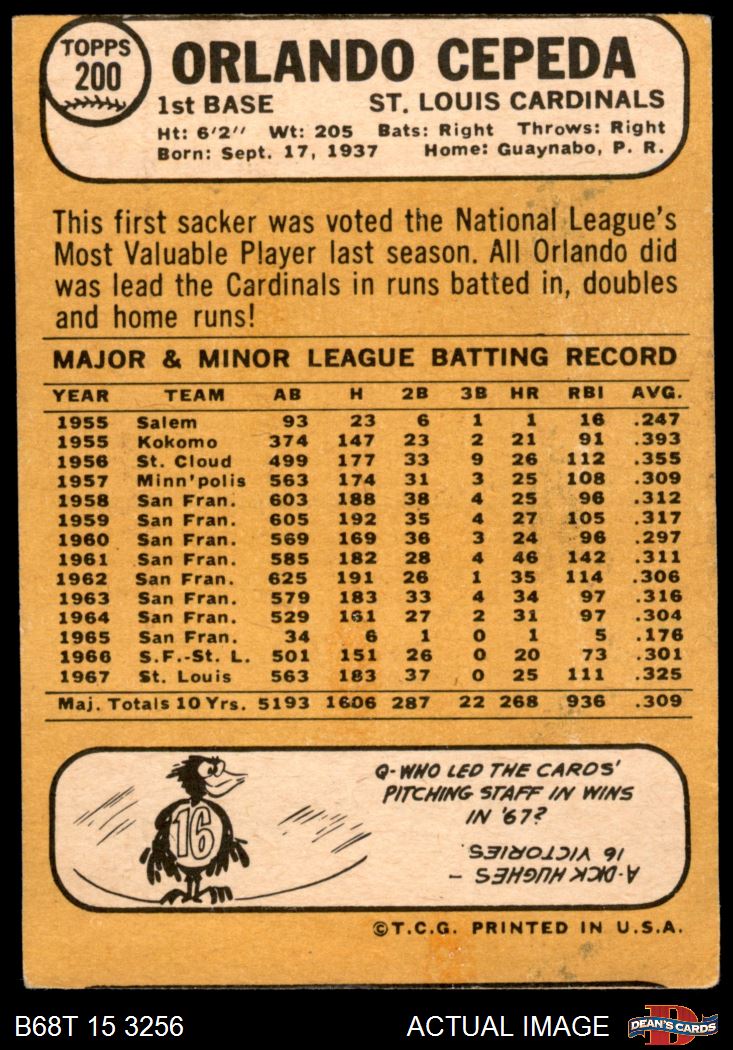 TOPPS
200
ORLANDO CEPEDA
1st BASE ST. LOUIS CARDINALS
Ht: 6'2" Wt: 205 Bats: Right Throws: Right
Born: Sept. 17, 1937 Home: Guaynabo, P. R.
This first sacker was voted the National League's
Most Valuable Player last season. All Orlando did
was lead the Cardinals in runs batted in, doubles
and home runs!
MAJOR & MINOR LEAGUE BATTING RECORD
YEAR TEAM AB H 2B 3B HR RBI AVG.
1955 Salem 93 23 6 1 1 16 .247
1955 Kokomo 374 147 23 2 21 91 .393
1956 St. Cloud 499 177 33 9 26 112 .355
1957 Minn'polis 563 174 31 3 25 108 .309
1958 San Fran. 603 188 38 4 25 96 .312
1959 San Fran. 605 192 35 4 27 105 .317
1960 San Fran. 569 169 36 3 24 96 .297
1961 San Fran. 585 182 28 4 46 142 .311
1962 San Fran. 625 191 26 1 35 114 .306
1963 San Fran. 579 183 33 4 34 97 .316
1964 San Fran. 529 161 27 2 31 97 .304
1965 San Fran. 34 6 1 0 1 5 .176
1966 S.F.-St. L. 501 151 26 0 20 73 .301
1967 St. Louis 563 183 37 0 25 111 .325
Maj. Totals 10 Yrs. 5193 1606 287 22 268 936 .309
16
Q-WHO LED THE CARDS'
PITCHING STAFF IN WINS
IN '67?
A-DICK HUGHES -
16 VICTORIES.
©T.C.G. PRINTED IN U.S.A.
B68T 15 3256 ACTUAL IMAGE
D
DEAN'S CARDS